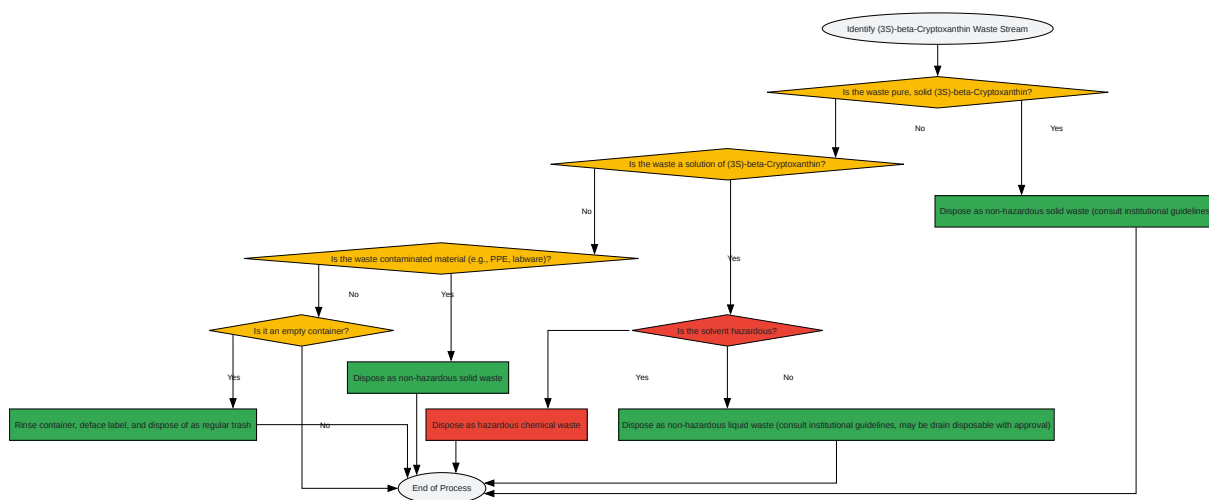 Identify (3S)-beta-Cryptoxanthin Waste Stream
Is the waste pure, solid (3S)-beta-Cryptoxanthin?
No
Yes
Is the waste a solution of (3S)-beta-Cryptoxanthin?
No
Dispose as non-hazardous solid waste (consult institutional guidelines
Is the waste contaminated material (e.g., PPE, labware)?
Yes
No
Yes
Is it an empty container?
Is the solvent hazardous?
Yes
Dispose as non-hazardous solid waste
Yes
No
Rinse container, deface label, and dispose of as regular trash
No
Dispose as hazardous chemical waste
Dispose as non-hazardous liquid waste (consult institutional guidelines, may be drain disposable with approval)
End of Process